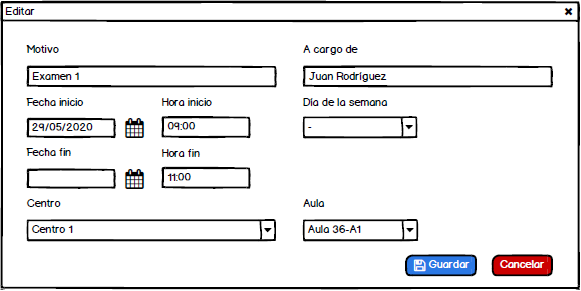 Editar
Motivo
A cargo de
Examen 1
Juan Rodríguez
Fecha inicio
Hora inicio
Día de la semana
29/05/2020
09:00
-
Fecha fin
Hora fin
11:00
Centro
Aula
Centro 1
Aula 36-A1
Guardar
Cancelar